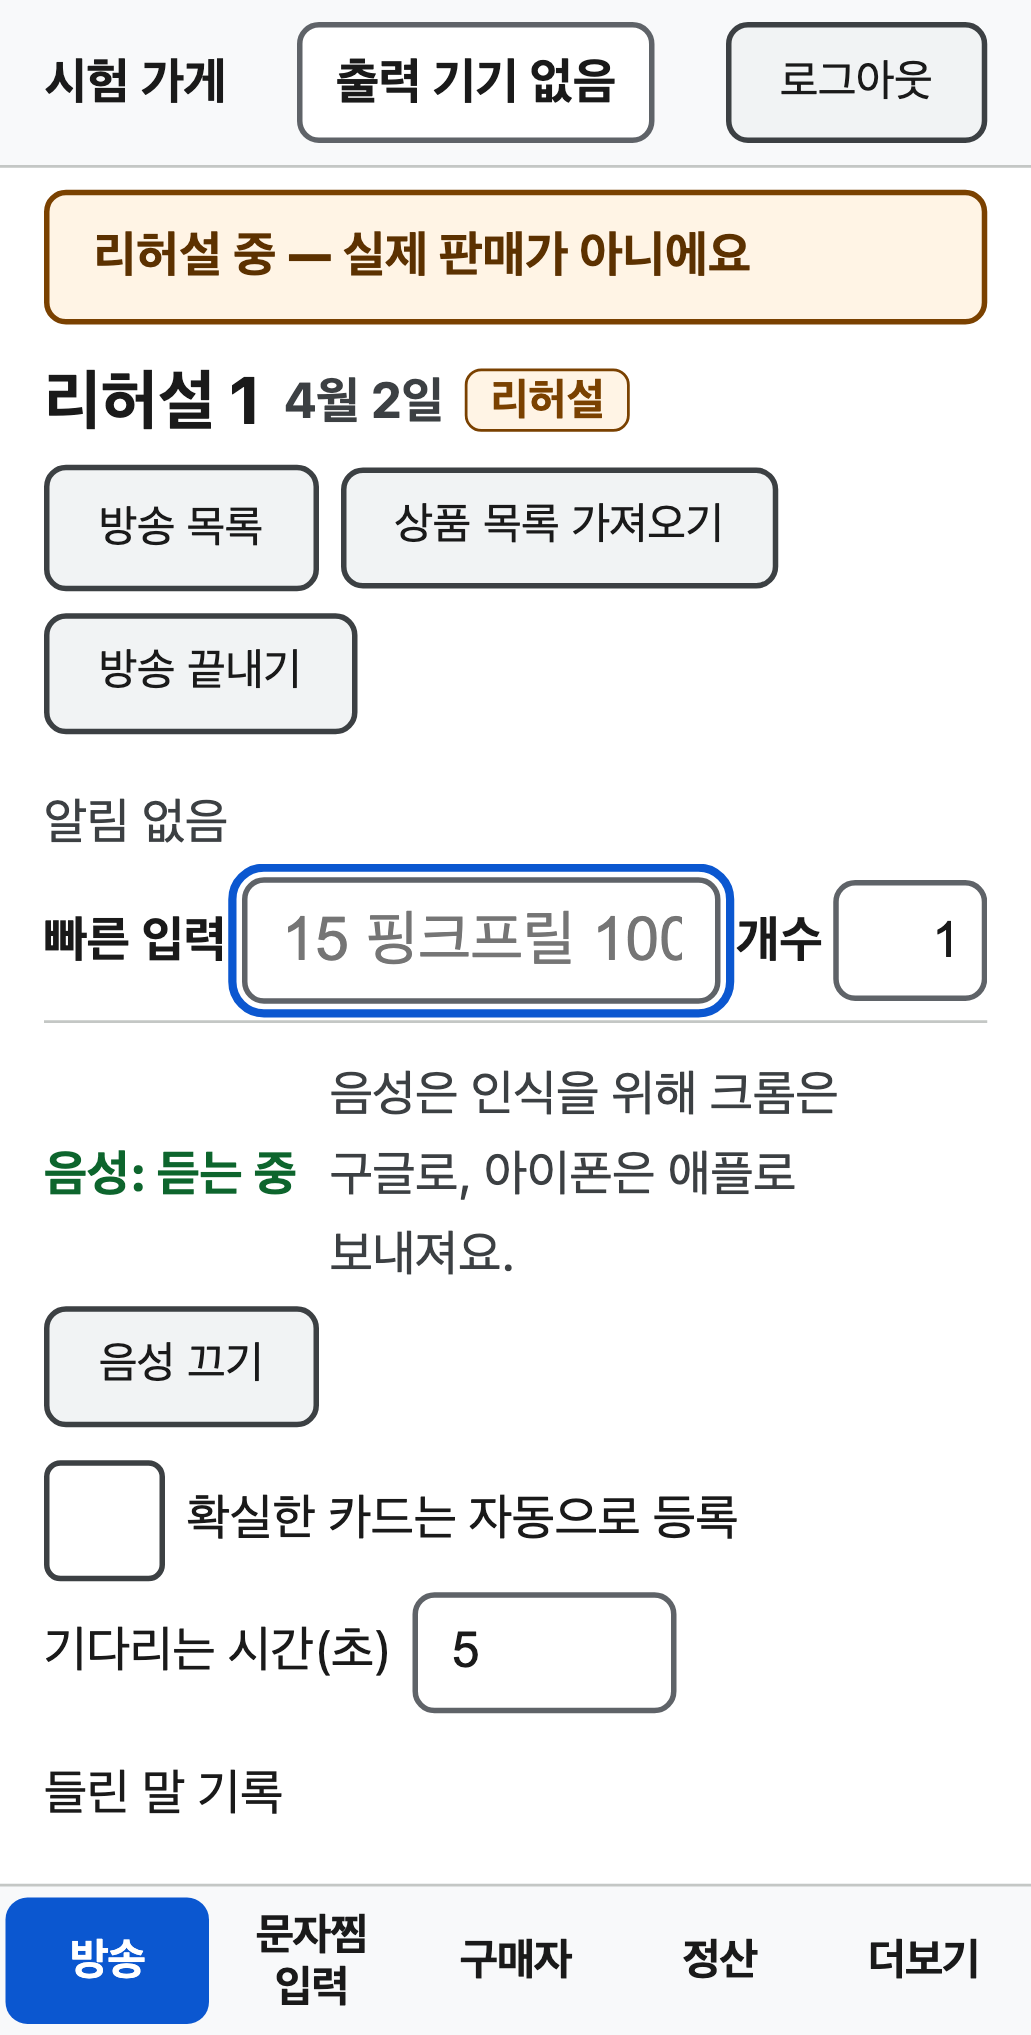 시험 가게
출력 기기 없음
로그아웃
리허설 중 — 실제 판매가 아니에요
리허설 1 4월 2일 리허설
방송 목록
상품 목록 가져오기
방송 끝내기
알림 없음
빠른 입력 15 핑크프릴 100 개수 1
음성: 듣는 중
음성은 인식을 위해 크롬은
구글로, 아이폰은 애플로
보내져요.
음성 끄기
확실한 카드는 자동으로 등록
기다리는 시간(초) 5
들린 말 기록
방송
문자찜
입력
구매자
정산
더보기